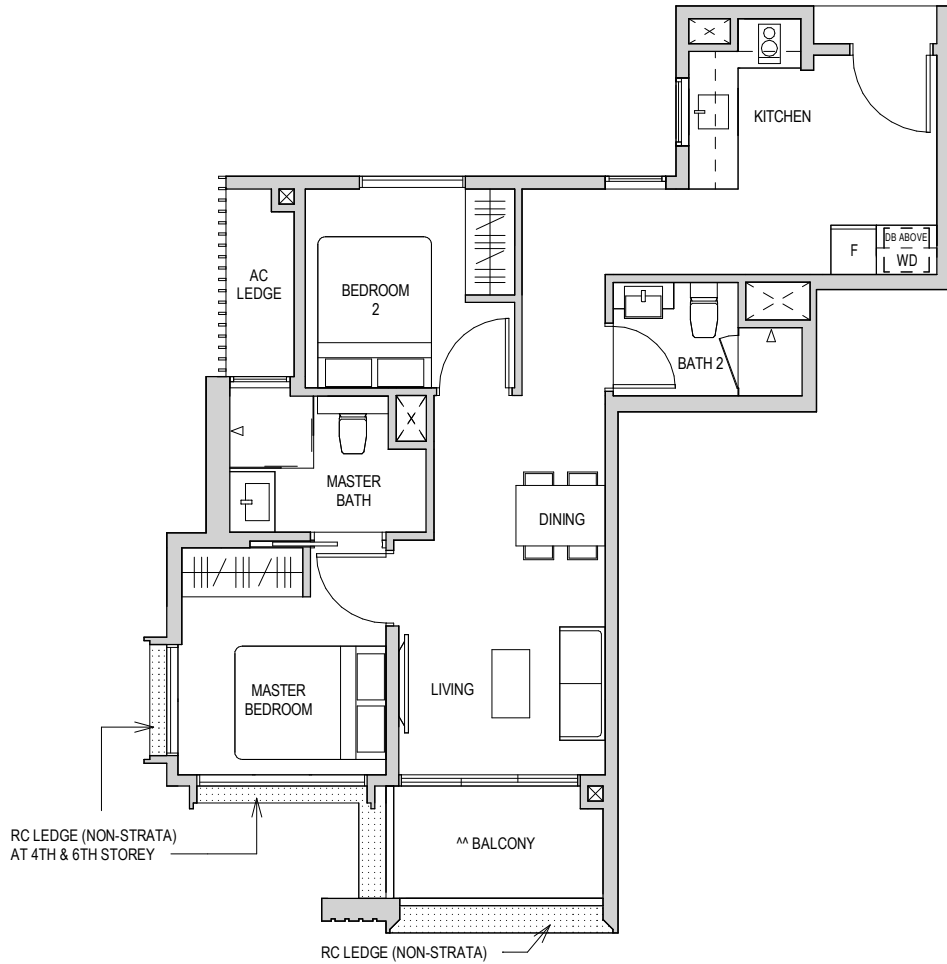 KITCHEN
DB ABOVE
F
WD
AC
LEDGE
BEDROOM
2
BATH 2
MASTER
BATH
DINING
MASTER
BEDROOM
LIVING
RC LEDGE (NON-STRATA)
AT 4TH & 6TH STOREY
^^ BALCONY
RC LEDGE (NON-STRATA)